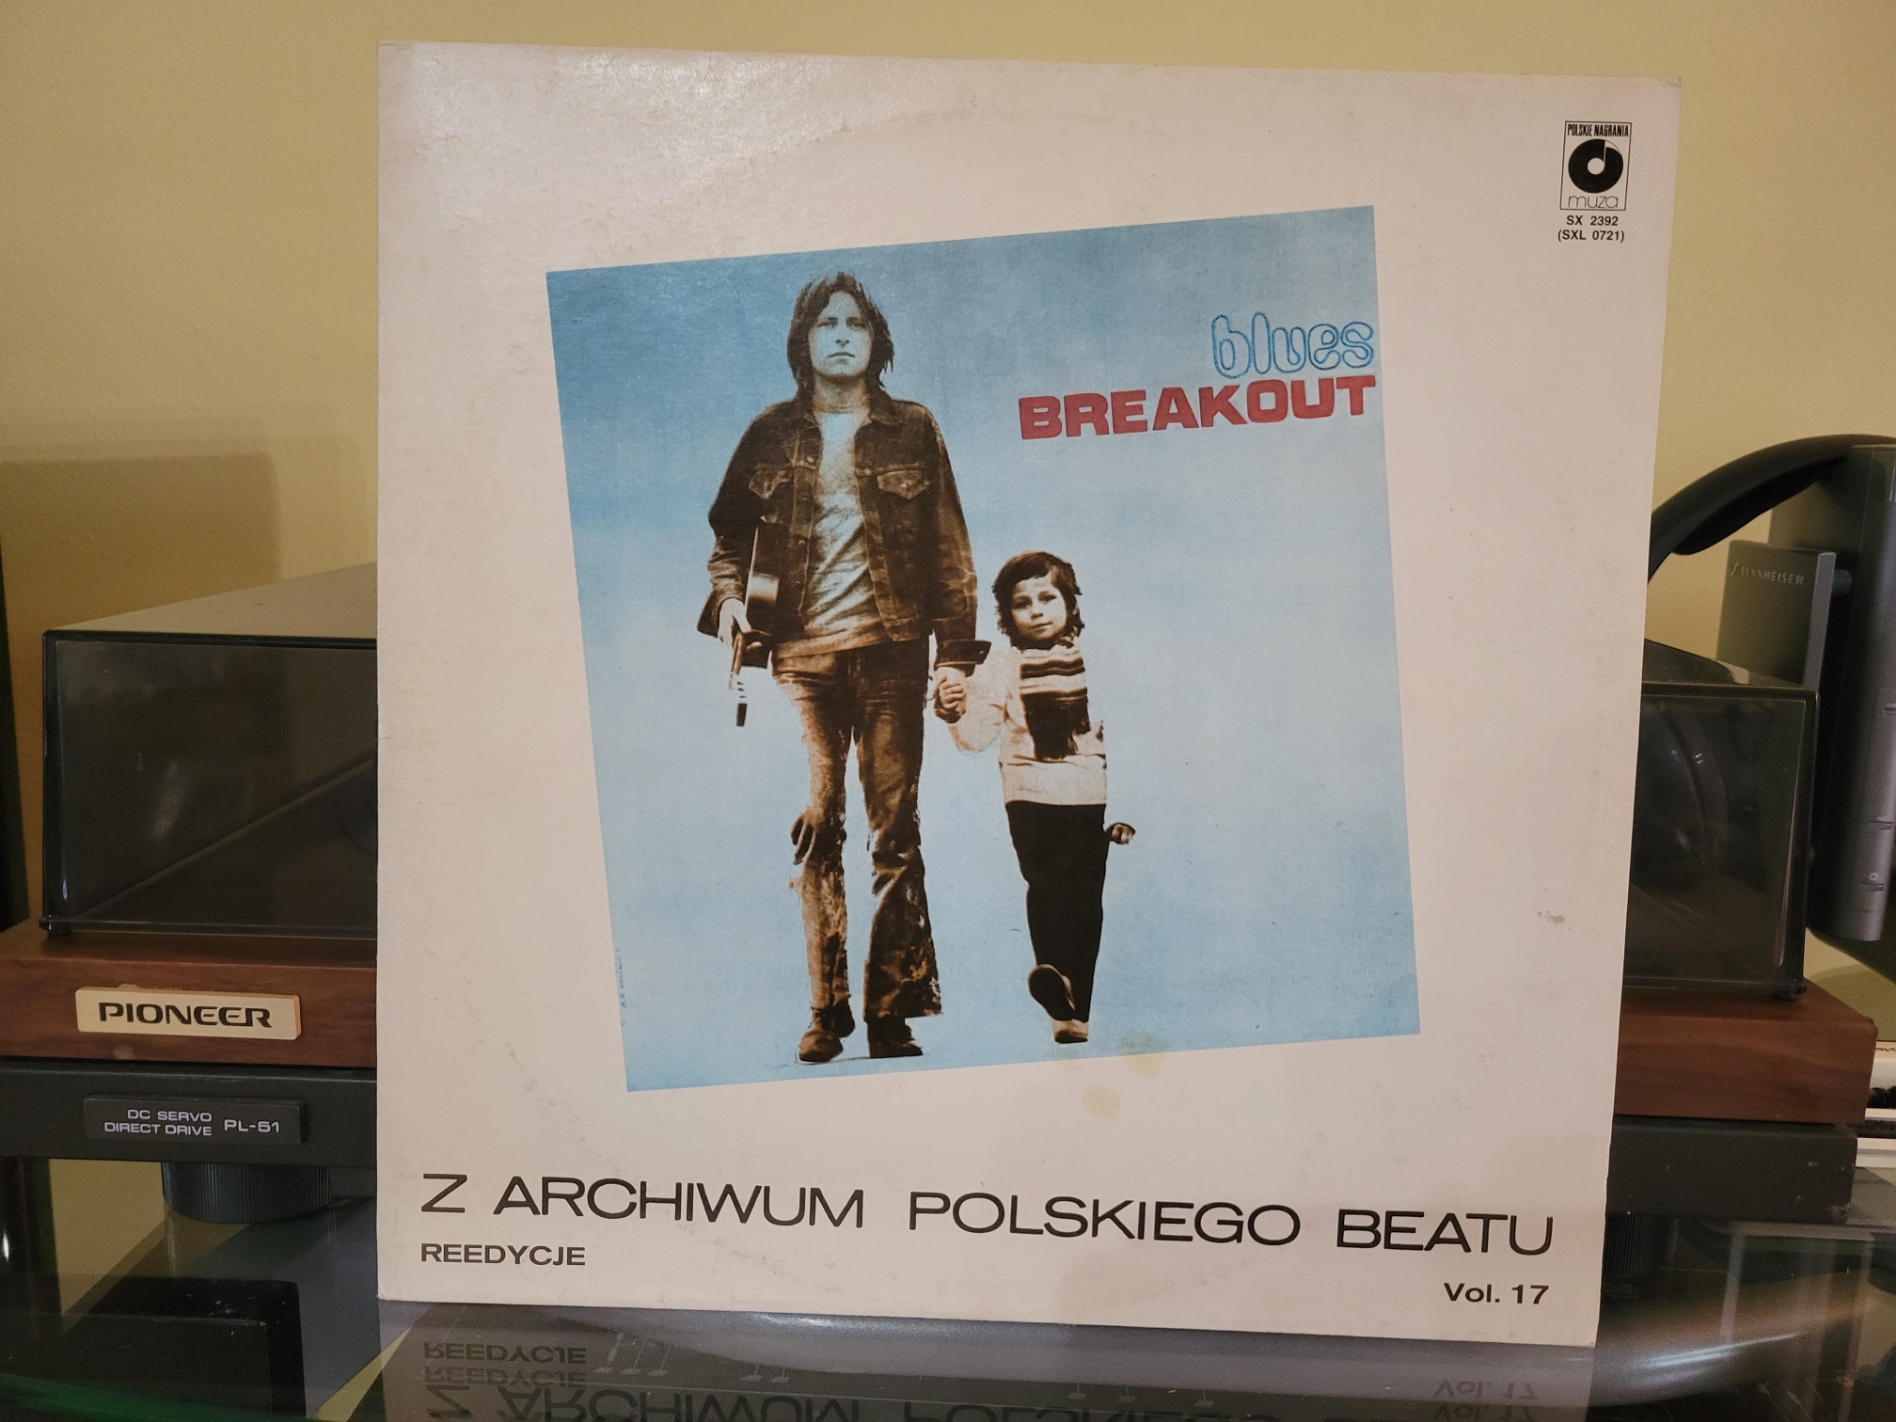 POLSKIE NAGRANIA
muza
SX 2392
(SXL 0721)
blues
BREAKOUT
SENNHEISER
PIONEER
DC SERVO
DIRECT DRIVE PL-51
Z ARCHIWUM POLSKIEGO BEATU
REEDYCJE
Vol. 17